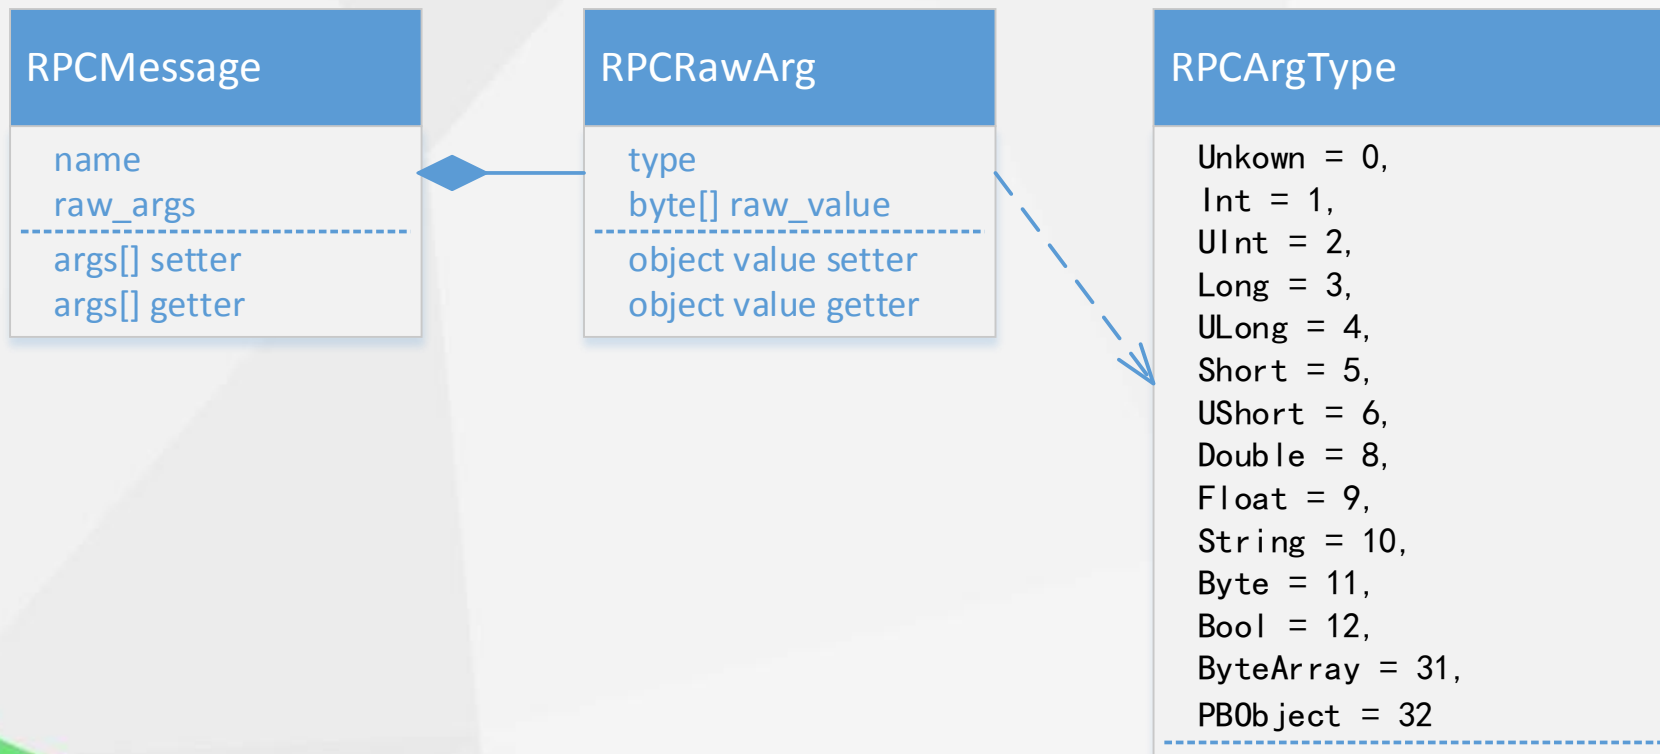 RPCMessage
name
raw_args
args[] setter
args[] getter
RPCRawArg
type
byte[] raw_value
object value setter
object value getter
RPCArgType
Unkown = 0,
Int = 1,
UInt = 2,
Long = 3,
ULong = 4,
Short = 5,
UShort = 6,
Double = 8,
Float = 9,
String = 10,
Byte = 11,
Bool = 12,
ByteArray = 31,
PBObject = 32